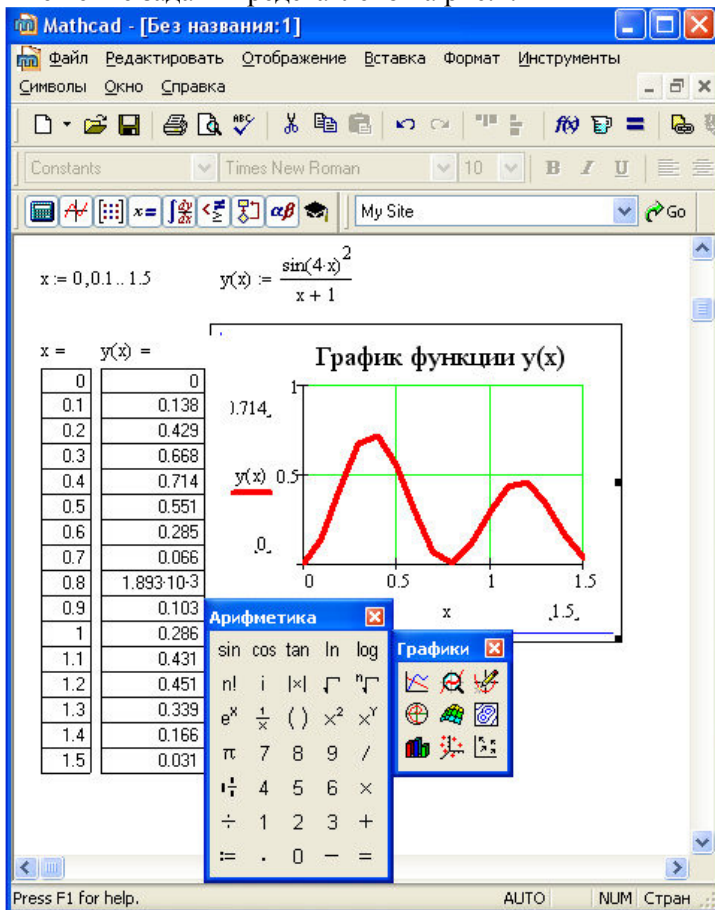 Mathcad - [Без названия:1]
Файл Редактировать Отображение Вставка Формат Инструменты
Символы Окно Справка
Constants Times New Roman 10 B I U
My Site Go
x := 0,0.1 .. 1.5 y(x) := sin(4·x)² / x + 1
x = y(x) =
0 0
0.1 0.138
0.2 0.429
0.3 0.668
0.4 0.714
0.5 0.551
0.6 0.285
0.7 0.066
0.8 1.893·10-3
0.9 0.103
1 0.286
1.1 0.431
1.2 0.451
1.3 0.339
1.4 0.166
1.5 0.031
График функции y(x)
1
0.714
y(x) 0.5
0
0 0.5 1 1.5
x 1.5
Арифметика
sin cos tan ln log
n! i |×| √ ⁿ√
eˣ 1/x ( ) ×² ×ʸ
π 7 8 9 /
4 5 6 ×
÷ 1 2 3 +
:= . 0 − =
Графики
Press F1 for help. AUTO NUM Стран